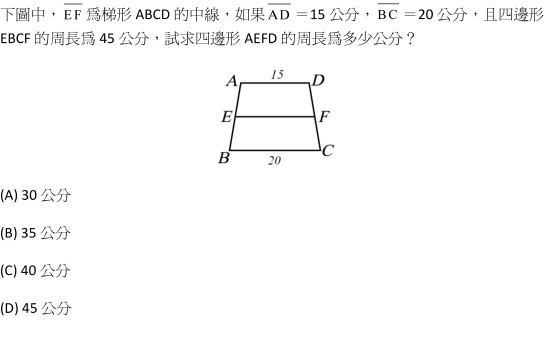 下圖中，EF 爲梯形 ABCD 的中線，如果 AD ＝15 公分， BC ＝20 公分，且四邊形
EBCF 的周長爲 45 公分，試求四邊形 AEFD 的周長爲多少公分？
A 15 D
E F
B 20 C
(A) 30 公分
(B) 35 公分
(C) 40 公分
(D) 45 公分